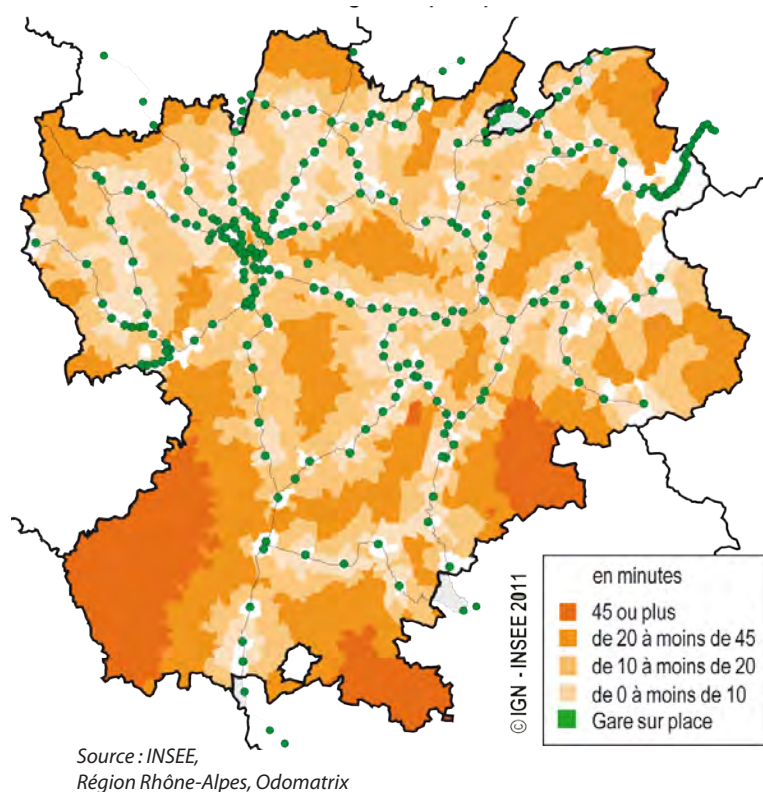 en minutes
45 ou plus
de 20 à moins de 45
de 10 à moins de 20
de 0 à moins de 10
Gare sur place
© IGN - INSEE 2011
Source : INSEE,
Région Rhône-Alpes, Odomatrix